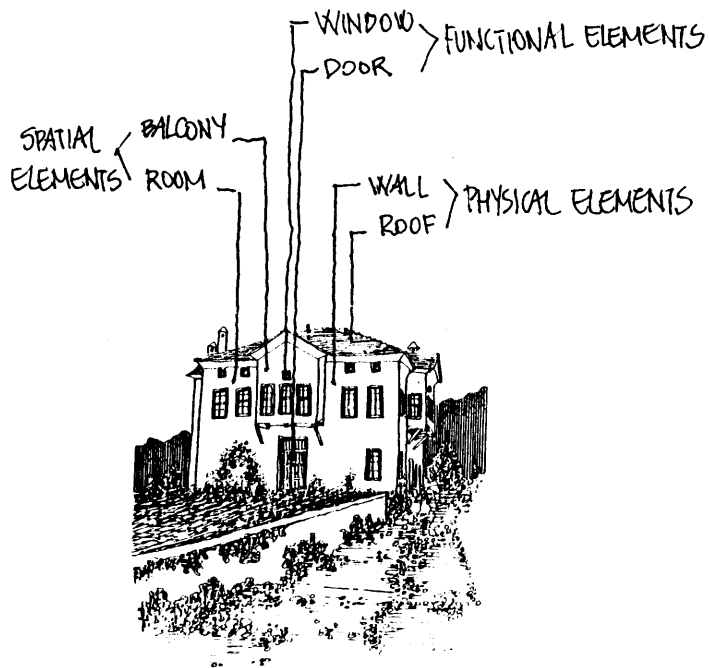 WINDOW
DOOR
FUNCTIONAL ELEMENTS
SPATIAL
ELEMENTS
BALCONY
ROOM
WALL
ROOF
PHYSICAL ELEMENTS